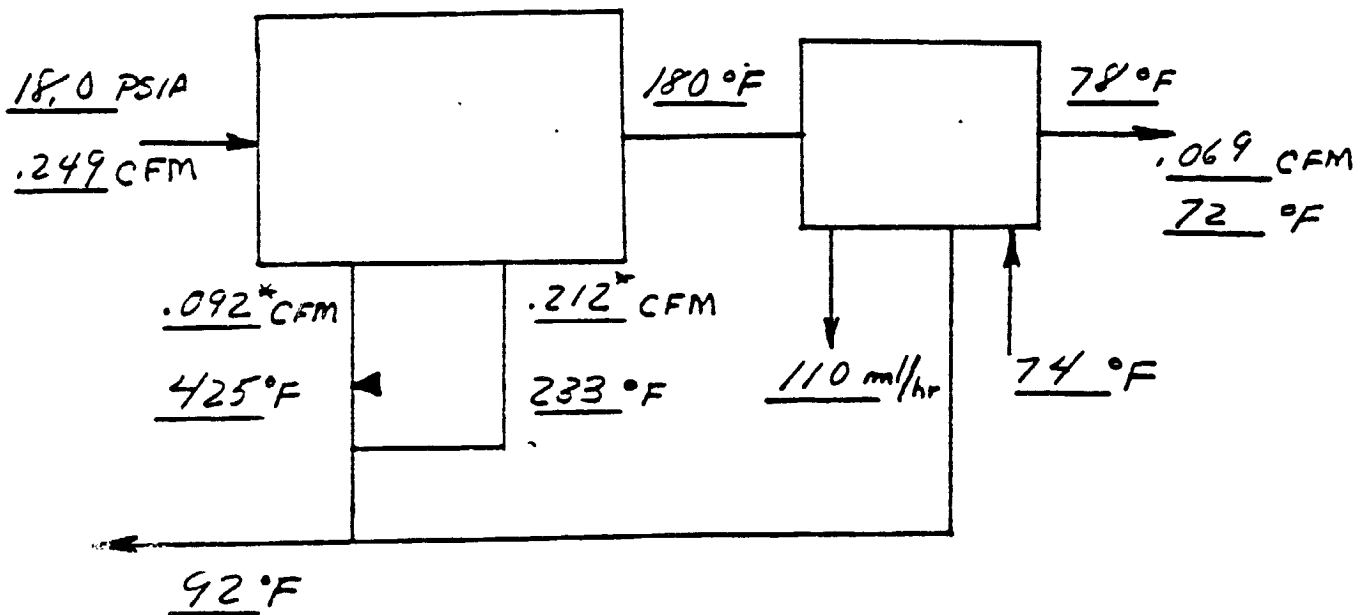 18.0 PSIA
.249 CFM
180 °F
78 °F
.069 CFM
72 °F
.092* CFM
.212* CFM
425 °F
233 °F
110 ml/hr
74 °F
92 °F